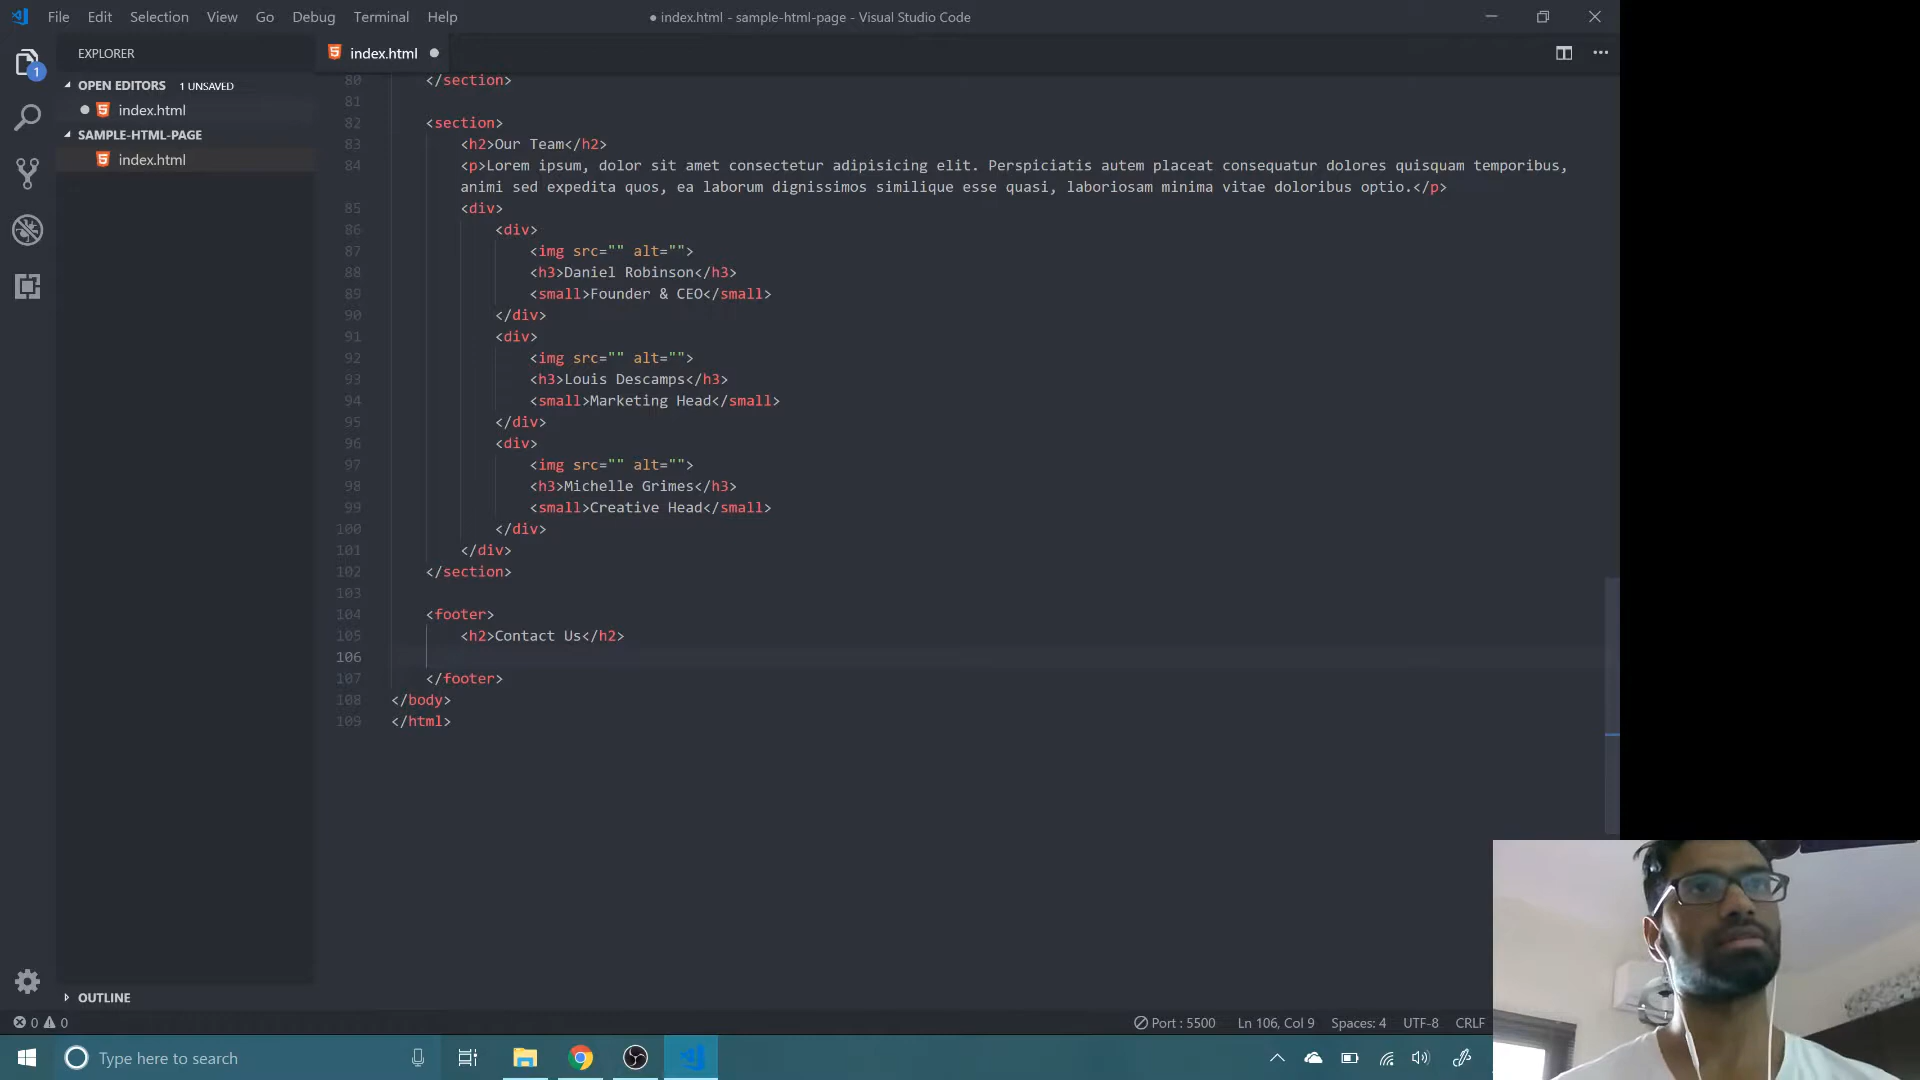 File Edit Selection View Go Debug Terminal Help
● index.html - sample-html-page - Visual Studio Code
EXPLORER
index.html
OPEN EDITORS 1 UNSAVED
index.html
SAMPLE-HTML-PAGE
index.html
1
80 </section>
81
82 <section>
83 <h2>Our Team</h2>
84 <p>Lorem ipsum, dolor sit amet consectetur adipisicing elit. Perspiciatis autem placeat consequatur dolores quisquam temporibus,
animi sed expedita quos, ea laborum dignissimos similique esse quasi, laboriosam minima vitae doloribus optio.</p>
85 <div>
86 <div>
87 <img src="" alt="">
88 <h3>Daniel Robinson</h3>
89 <small>Founder & CEO</small>
90 </div>
91 <div>
92 <img src="" alt="">
93 <h3>Louis Descamps</h3>
94 <small>Marketing Head</small>
95 </div>
96 <div>
97 <img src="" alt="">
98 <h3>Michelle Grimes</h3>
99 <small>Creative Head</small>
100 </div>
101 </div>
102 </section>
103
104 <footer>
105 <h2>Contact Us</h2>
106
107 </footer>
108 </body>
109 </html>
OUTLINE
0 0
Port : 5500 Ln 106, Col 9 Spaces: 4 UTF-8 CRLF
Type here to search